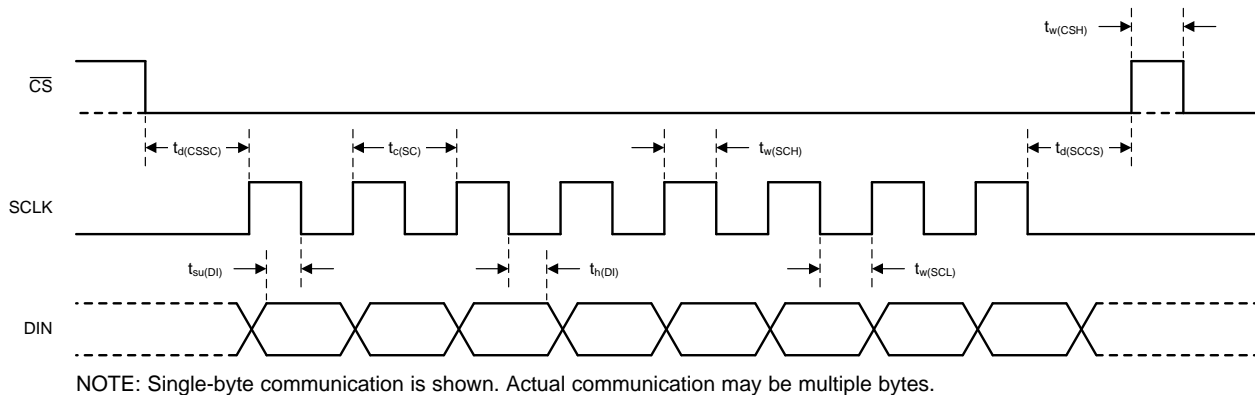 tw(CSH)
CS
td(CSSC)
tc(SC)
tw(SCH)
td(SCCS)
SCLK
tsu(DI)
th(DI)
tw(SCL)
DIN
NOTE: Single-byte communication is shown. Actual communication may be multiple bytes.